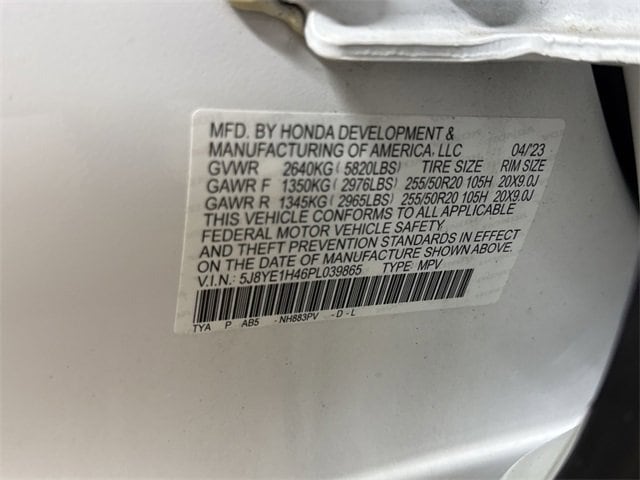 MFD. BY HONDA DEVELOPMENT &
MANUFACTURING OF AMERICA, LLC 04/'23
GVWR 2640KG ( 5820LBS) TIRE SIZE RIM SIZE
GAWR F 1350KG ( 2976LBS) 255/50R20 105H 20X9.0J
GAWR R 1345KG ( 2965LBS) 255/50R20 105H 20X9.0J
THIS VEHICLE CONFORMS TO ALL APPLICABLE
FEDERAL MOTOR VEHICLE SAFETY
AND THEFT PREVENTION STANDARDS IN EFFECT
ON THE DATE OF MANUFACTURE SHOWN ABOVE.
V.I.N.: 5J8YE1H46PL039865 TYPE: MPV
TYA P AB5 - NH883PV - D - L